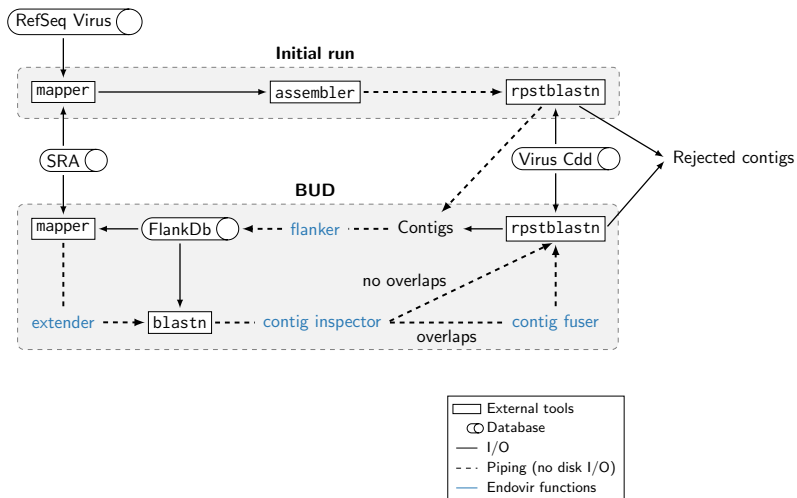 RefSeq Virus
Initial run
mapper
assembler
rpstblastn
SRA
Virus Cdd
Rejected contigs
BUD
mapper
FlankDb
flanker
Contigs
rpstblastn
no overlaps
extender
blastn
contig inspector
contig fuser
overlaps
External tools
Database
I/O
Piping (no disk I/O)
Endovir functions